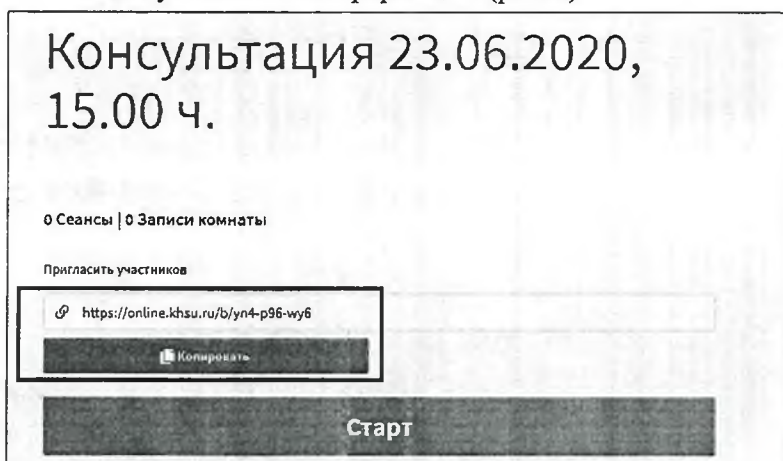 Консультация 23.06.2020,
15.00 ч.
0 Сеансы | 0 Записи комнаты
Пригласить участников
https://online.khsu.ru/b/yn4-p96-wy6
Копировать
Старт